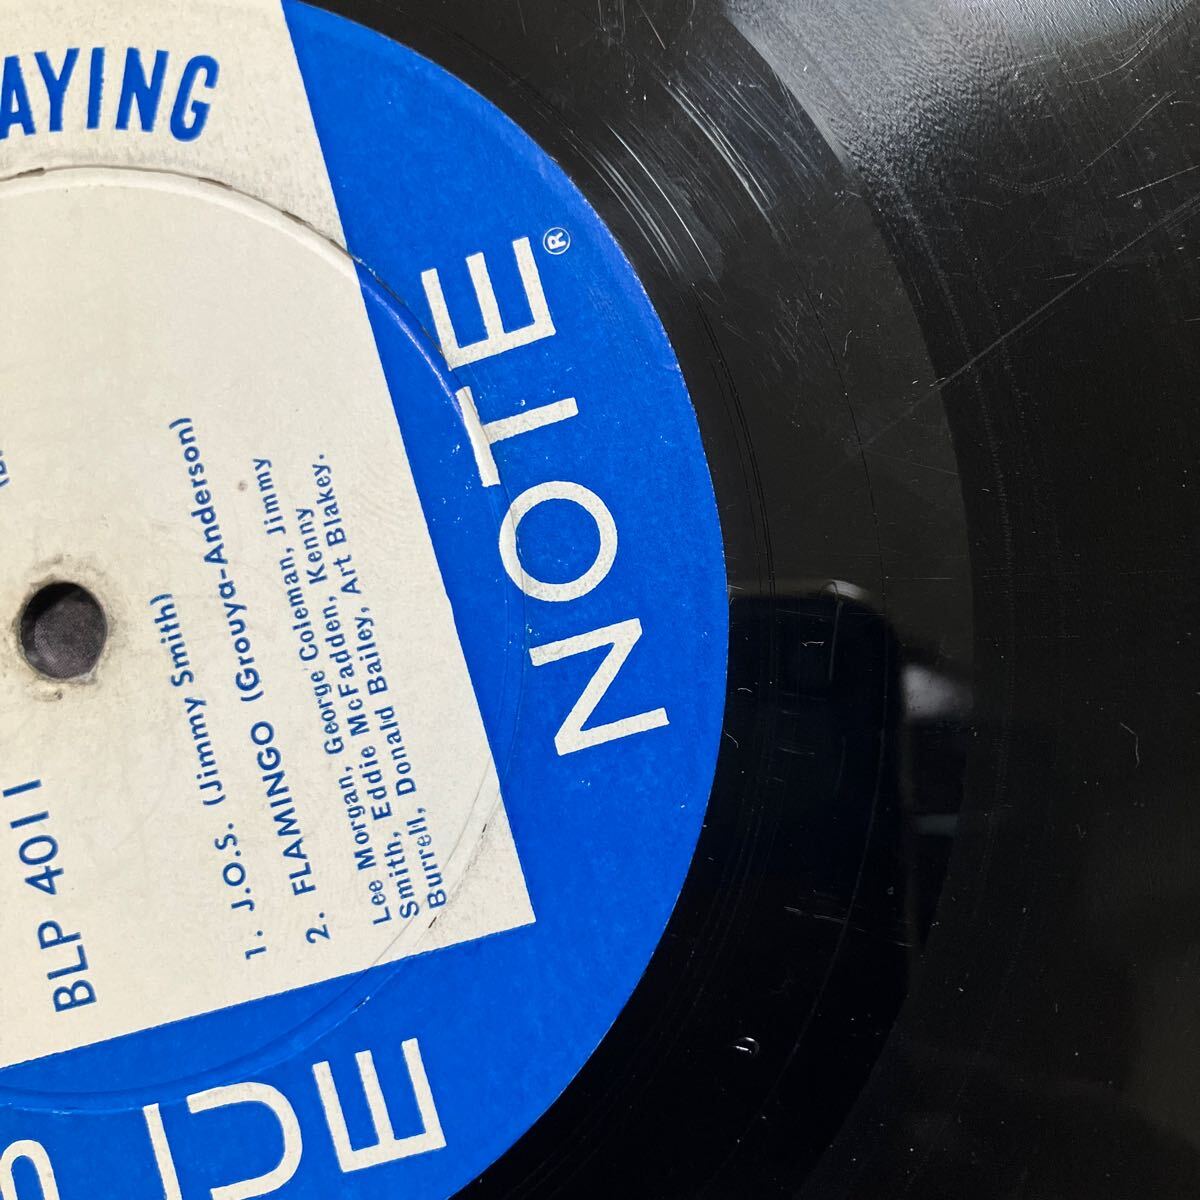 AYING
BLP 4011
1. J.O.S. (Jimmy Smith)
2. FLAMINGO (Grouya-Anderson)
Lee Morgan, George Coleman, Jimmy
Smith, Eddie McFadden, Kenny
Burrell, Donald Bailey, Art Blakey.
UE NOTE®